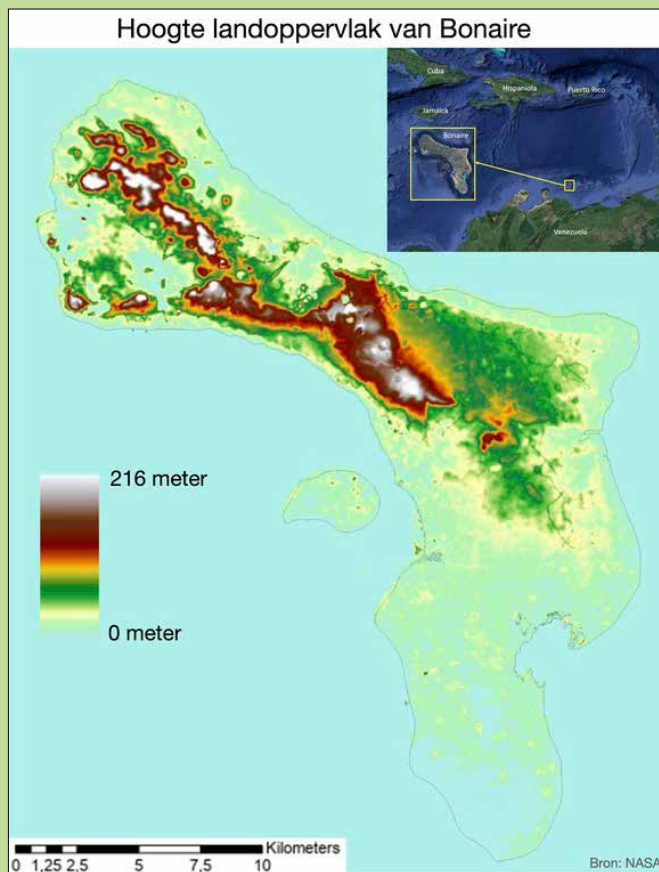 Hoogte landoppervlak van Bonaire
Cuba
Hispaniola
Puerto Rico
Jamaica
Bonaire
Venezuela
216 meter
0 meter
Kilometers
0 1,25 2,5 5 7,5 10
Bron: NASA